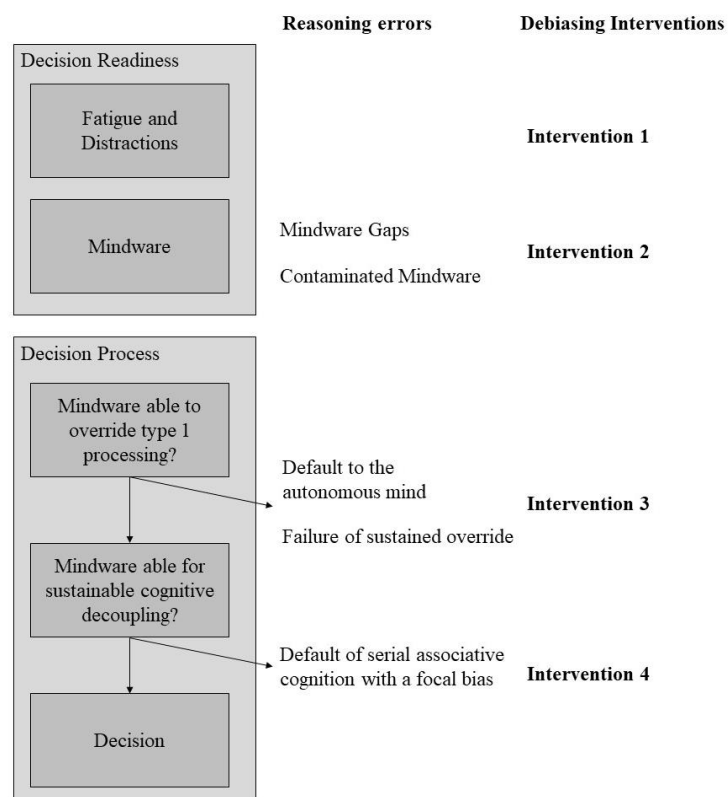 Reasoning errors
Debiasing Interventions
Decision Readiness
Fatigue and
Distractions
Intervention 1
Mindware
Mindware Gaps
Contaminated Mindware
Intervention 2
Decision Process
Mindware able to
override type 1
processing?
Default to the
autonomous mind
Failure of sustained override
Intervention 3
Mindware able for
sustainable cognitive
decoupling?
Default of serial associative
cognition with a focal bias
Intervention 4
Decision